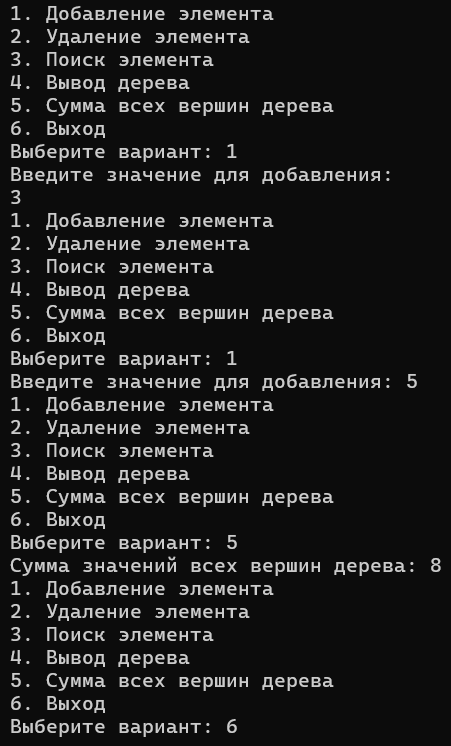 1. Добавление элемента
2. Удаление элемента
3. Поиск элемента
4. Вывод дерева
5. Сумма всех вершин дерева
6. Выход
Выберите вариант: 1
Введите значение для добавления:
3
1. Добавление элемента
2. Удаление элемента
3. Поиск элемента
4. Вывод дерева
5. Сумма всех вершин дерева
6. Выход
Выберите вариант: 1
Введите значение для добавления: 5
1. Добавление элемента
2. Удаление элемента
3. Поиск элемента
4. Вывод дерева
5. Сумма всех вершин дерева
6. Выход
Выберите вариант: 5
Сумма значений всех вершин дерева: 8
1. Добавление элемента
2. Удаление элемента
3. Поиск элемента
4. Вывод дерева
5. Сумма всех вершин дерева
6. Выход
Выберите вариант: 6